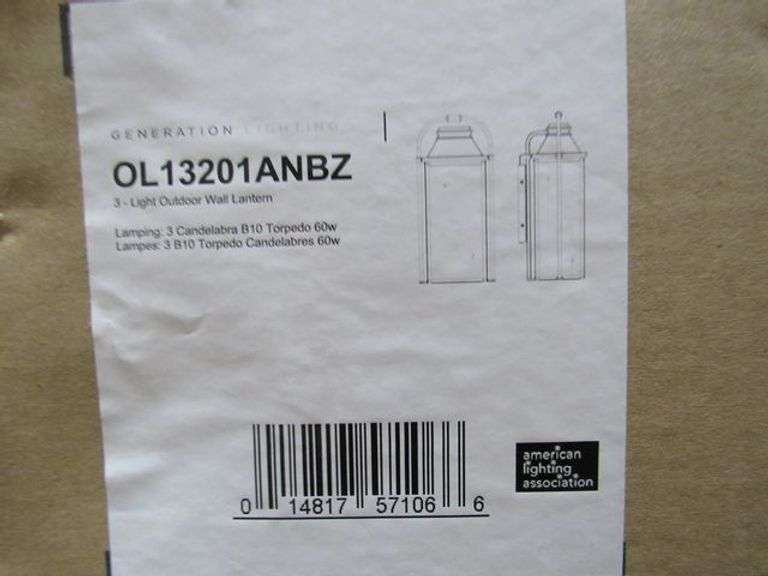 GENERATION LIGHTING
OL13201ANBZ
3 - Light Outdoor Wall Lantern
Lamping: 3 Candelabra B10 Torpedo 60w
Lampes: 3 B10 Torpedo Candelabres 60w
american
lighting
association
0 14817 57106 6